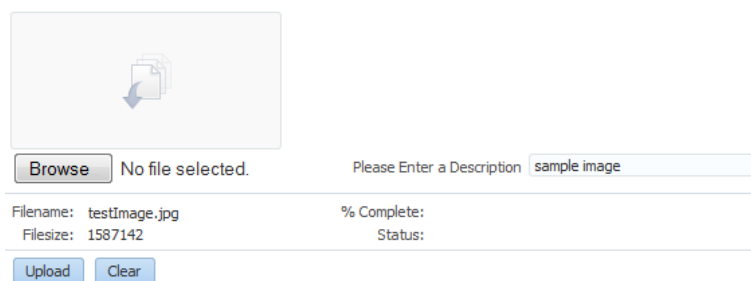 Browse No file selected. Please Enter a Description sample image
Filename: testImage.jpg % Complete:
Filesize: 1587142 Status:
Upload Clear